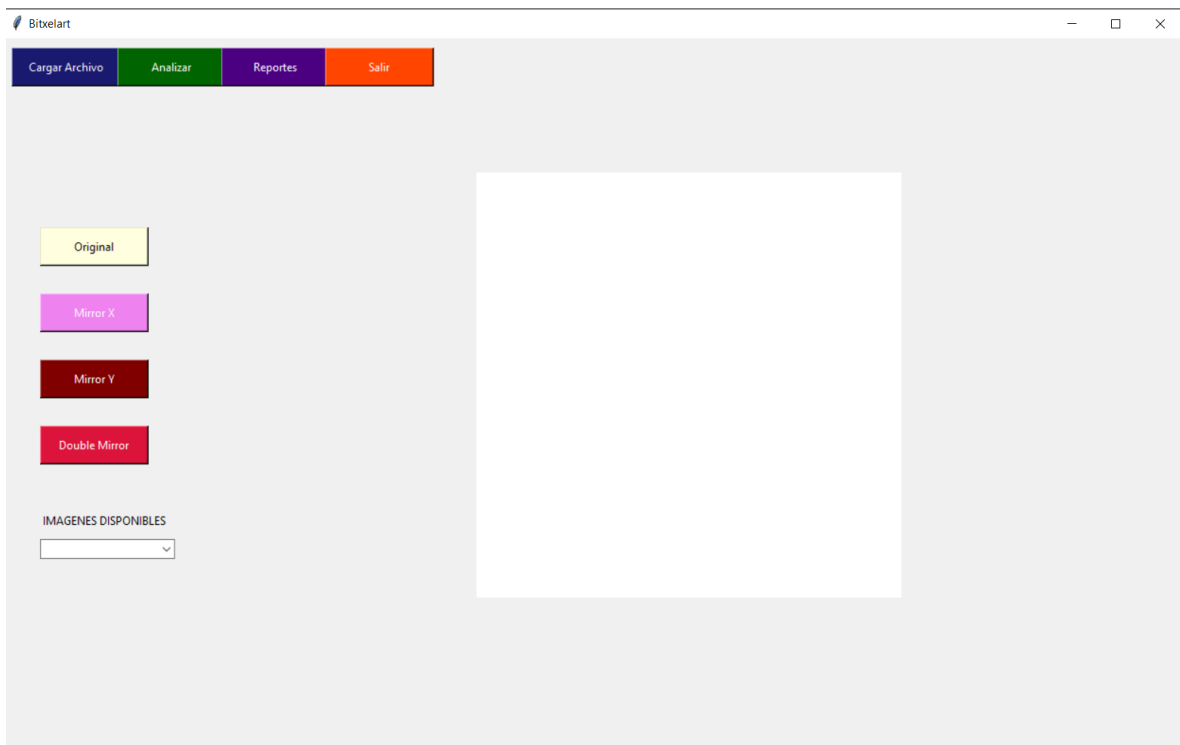 Bitxelart
Cargar Archivo Analizar Reportes Salir
Original
Mirror X
Mirror Y
Double Mirror
IMAGENES DISPONIBLES